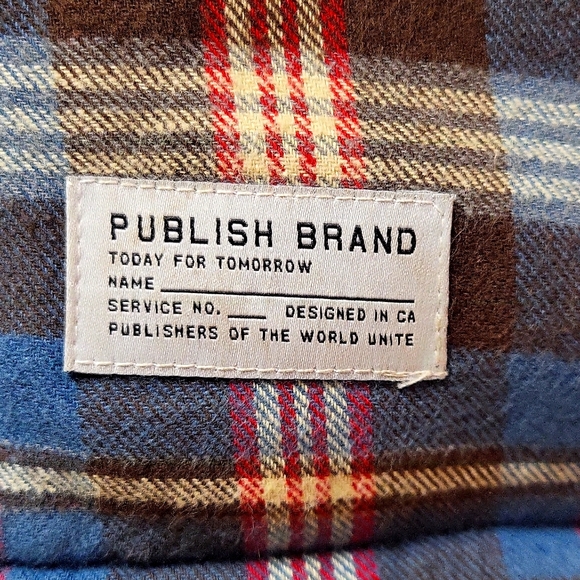 PUBLISH BRAND
TODAY FOR TOMORROW
NAME
SERVICE NO. DESIGNED IN CA
PUBLISHERS OF THE WORLD UNITE